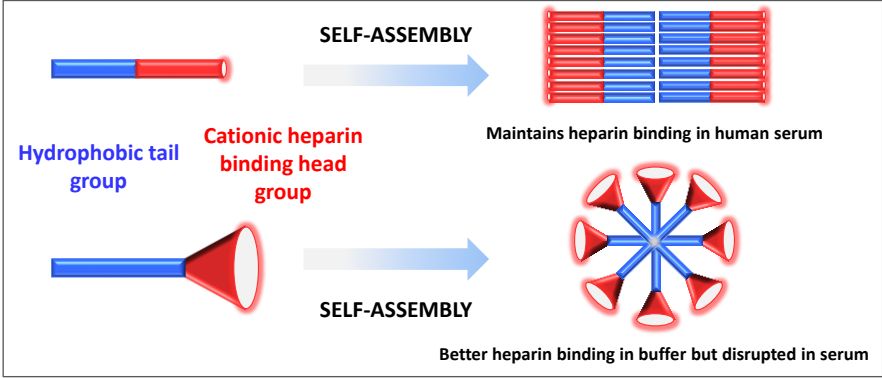 SELF-ASSEMBLY
Maintains heparin binding in human serum
Hydrophobic tail
group
Cationic heparin
binding head
group
SELF-ASSEMBLY
Better heparin binding in buffer but disrupted in serum